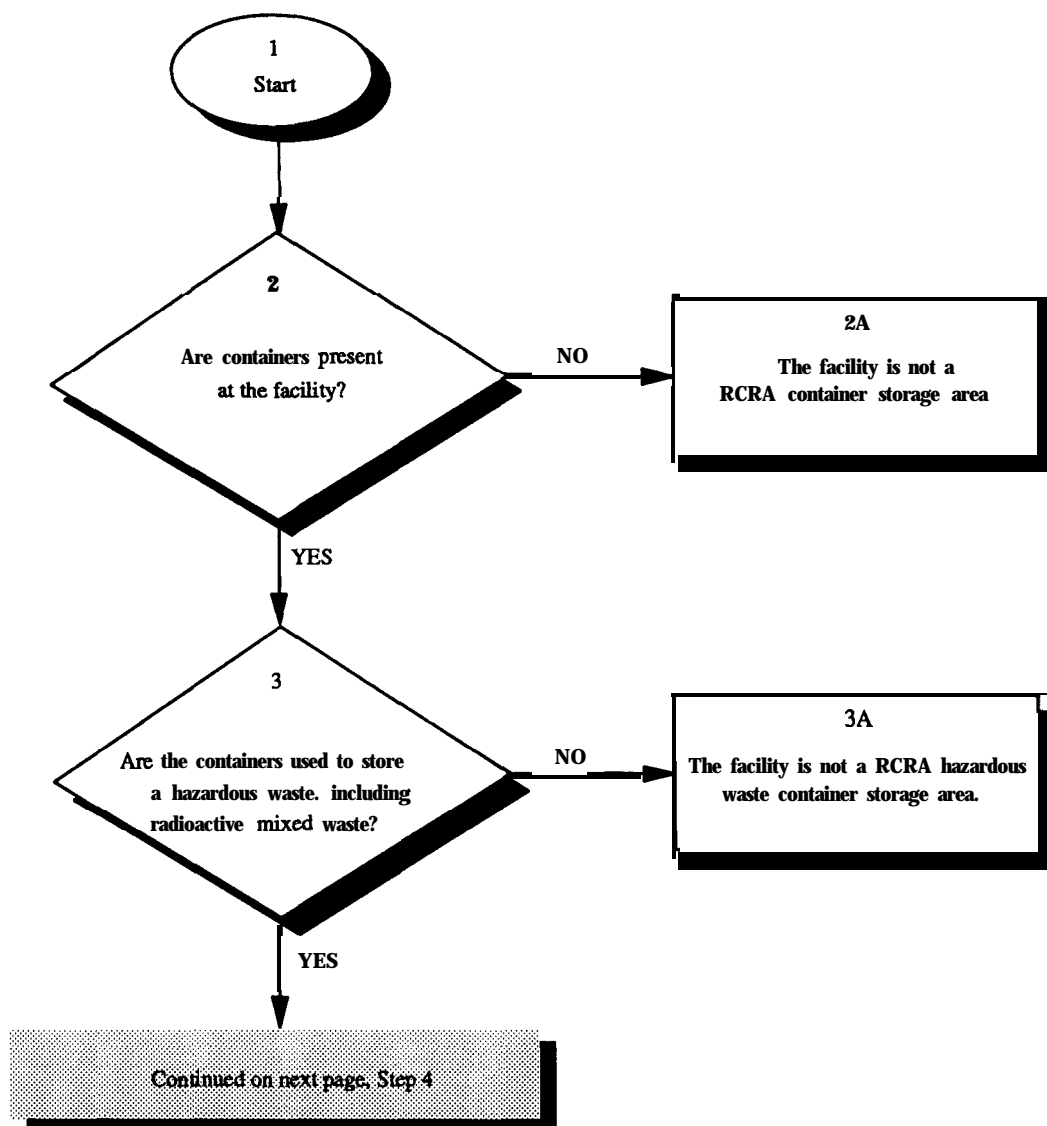 1
Start
2
Are containers present
at the facility?
NO
2A
The facility is not a
RCRA container storage area
YES
3
Are the containers used to store
a hazardous waste. including
radioactive mixed waste?
NO
3A
The facility is not a RCRA hazardous
waste container storage area.
YES
Continued on next page, Step 4